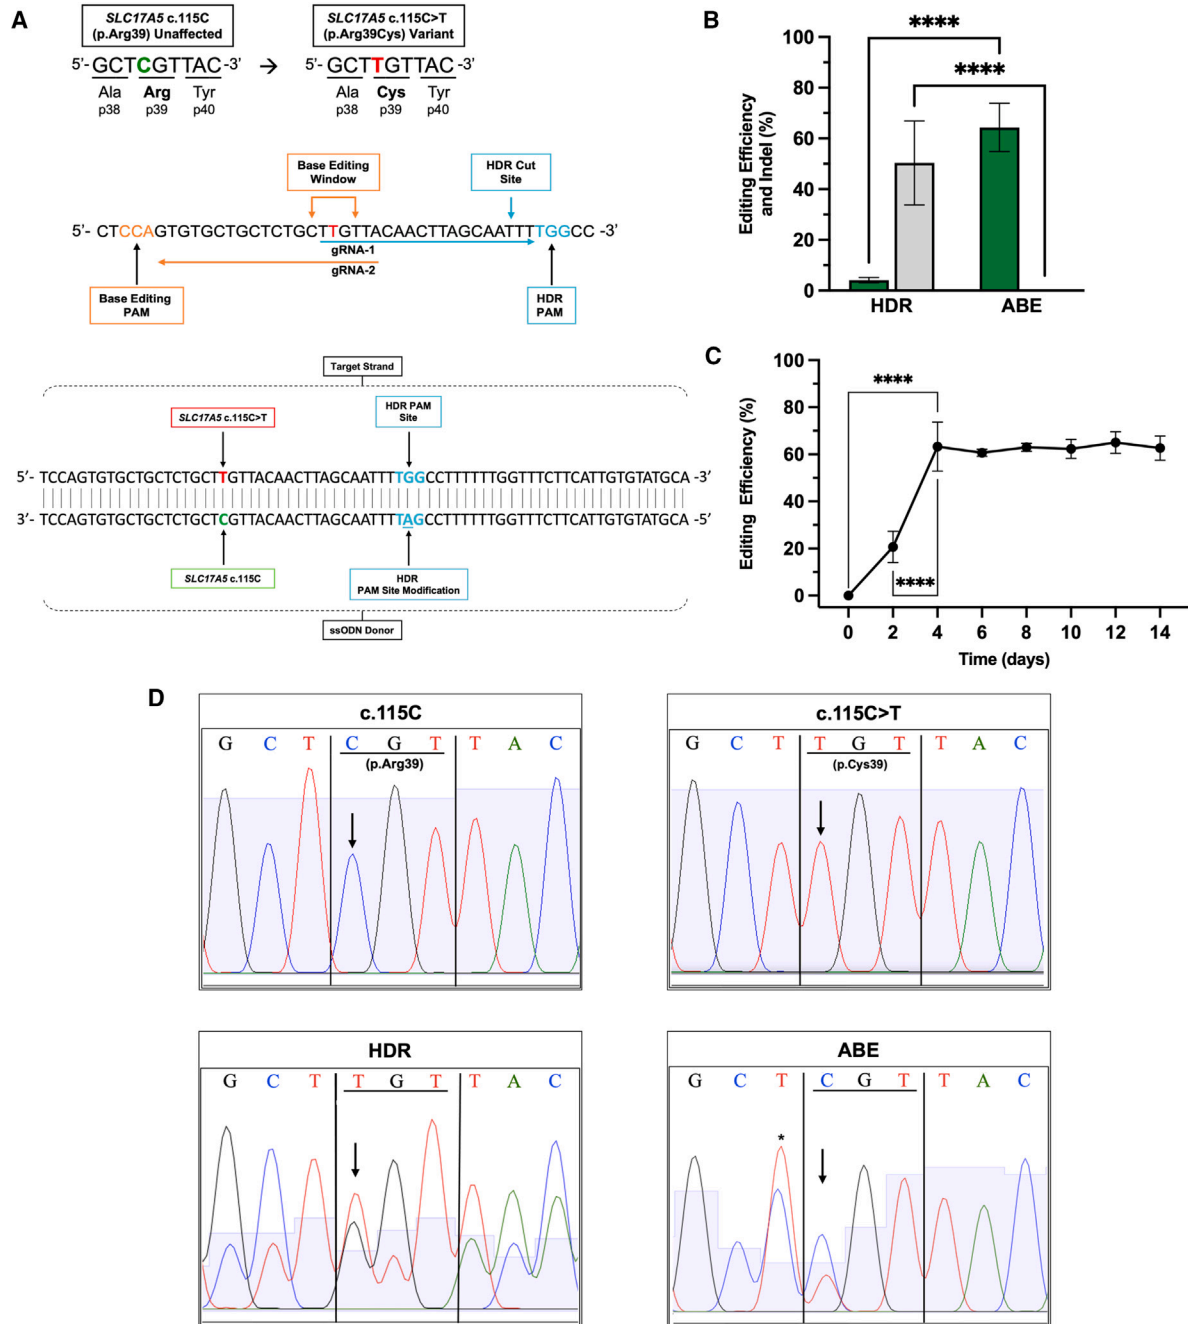 A
SLC17A5 c.115C
(p.Arg39) Unaffected
SLC17A5 c.115C>T
(p.Arg39Cys) Variant
5'- GCTCGTTAC -3'
→
5'- GCTTGTTAC -3'
Ala
Arg
Tyr
p38
p39
p40
Ala
Cys
Tyr
p38
p39
p40
Base Editing
Window
HDR Cut
Site
5'- CTCCAGTGTGCTGCTCTGCTTGTTACAACTTAGCAATTTTGGCC -3'
gRNA-1
gRNA-2
Base Editing
PAM
HDR
PAM
Target Strand
SLC17A5 c.115C>T
HDR PAM
Site
5'- TCCAGTGTGCTGCTCTGCTTGTTACAACTTAGCAATTTTGGCCTTTTTTGGTTTCTTCATTGTGTATGCA -3'
3'- TCCAGTGTGCTGCTCTGCTCGTTACAACTTAGCAATTTTAGCCTTTTTTGGTTTCTTCATTGTGTATGCA -5'
SLC17A5 c.115C
HDR
PAM Site Modification
ssODN Donor
B
Editing Efficiency
and Indel (%)
100
80
60
40
20
0
****
****
HDR
ABE
C
Editing Efficiency (%)
100
80
60
40
20
0
****
****
0 2 4 6 8 10 12 14
Time (days)
D
c.115C
G C T C G T T A C
(p.Arg39)
c.115C>T
G C T T G T T A C
(p.Cys39)
HDR
G C T T G T T A C
ABE
G C T C G T T A C
*